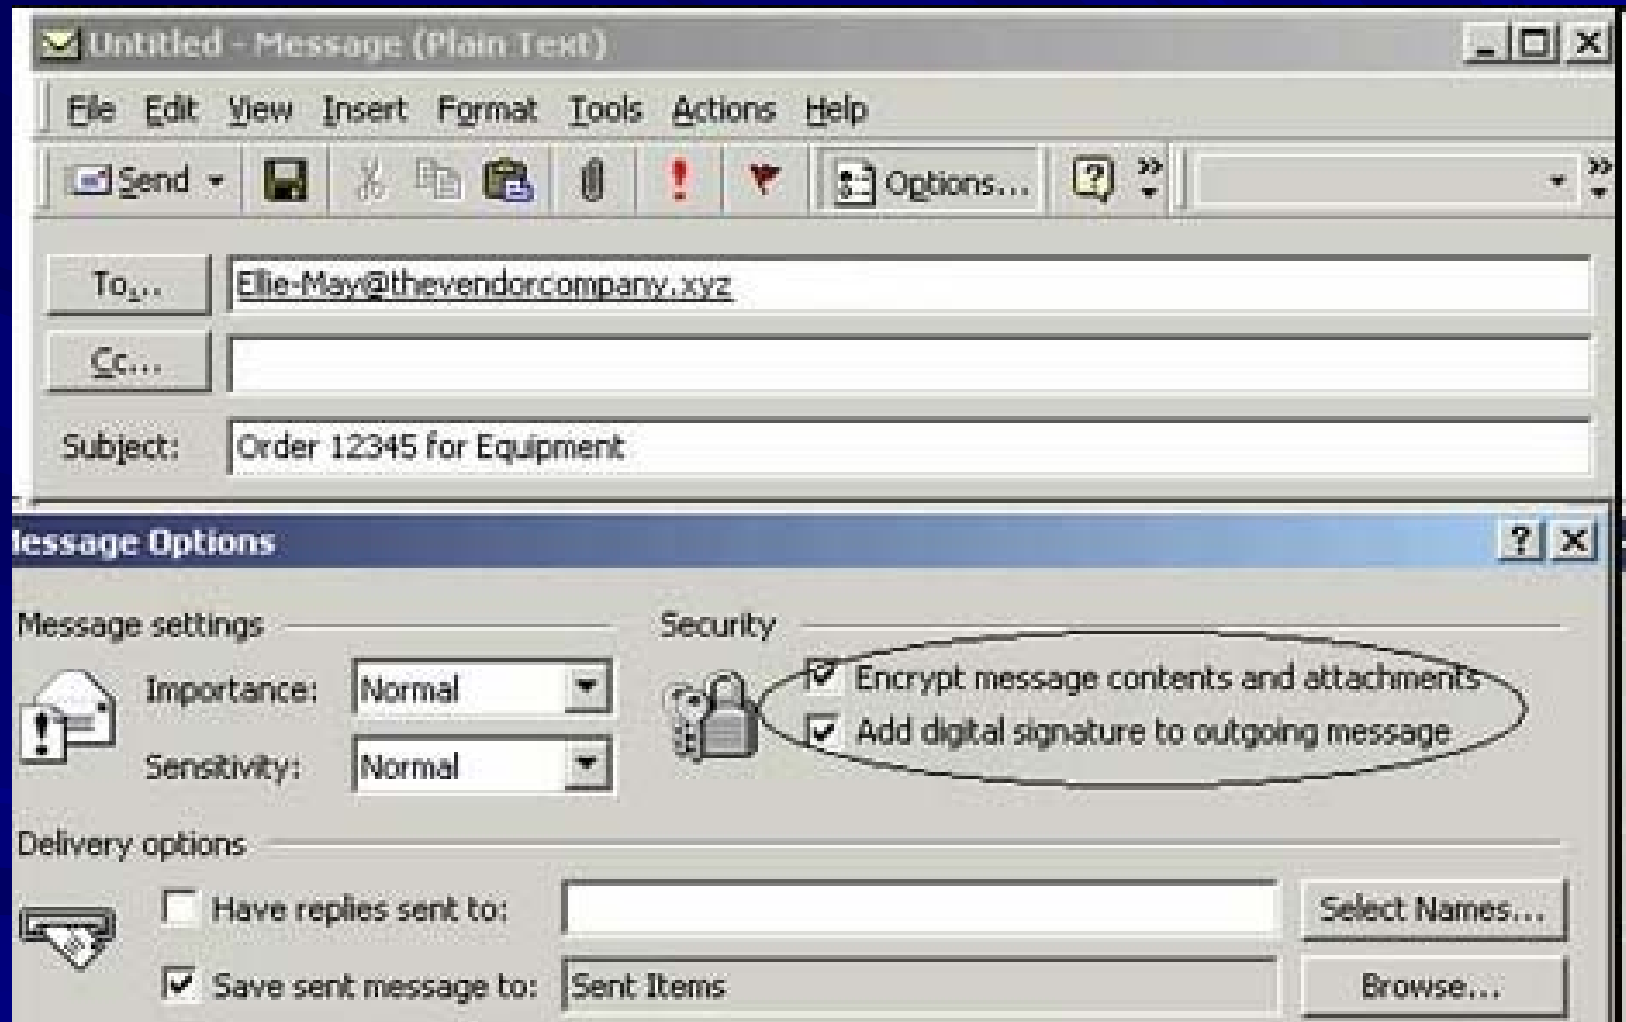 Untitled - Message (Plain Text)
File Edit View Insert Format Tools Actions Help
Send Options...
To... Ellie-May@thevendorcompany.xyz
Cc...
Subject: Order 12345 for Equipment
Message Options
Message settings Security
Importance: Normal Encrypt message contents and attachments
Sensitivity: Normal Add digital signature to outgoing message
Delivery options
Have replies sent to: Select Names...
Save sent message to: Sent Items Browse...